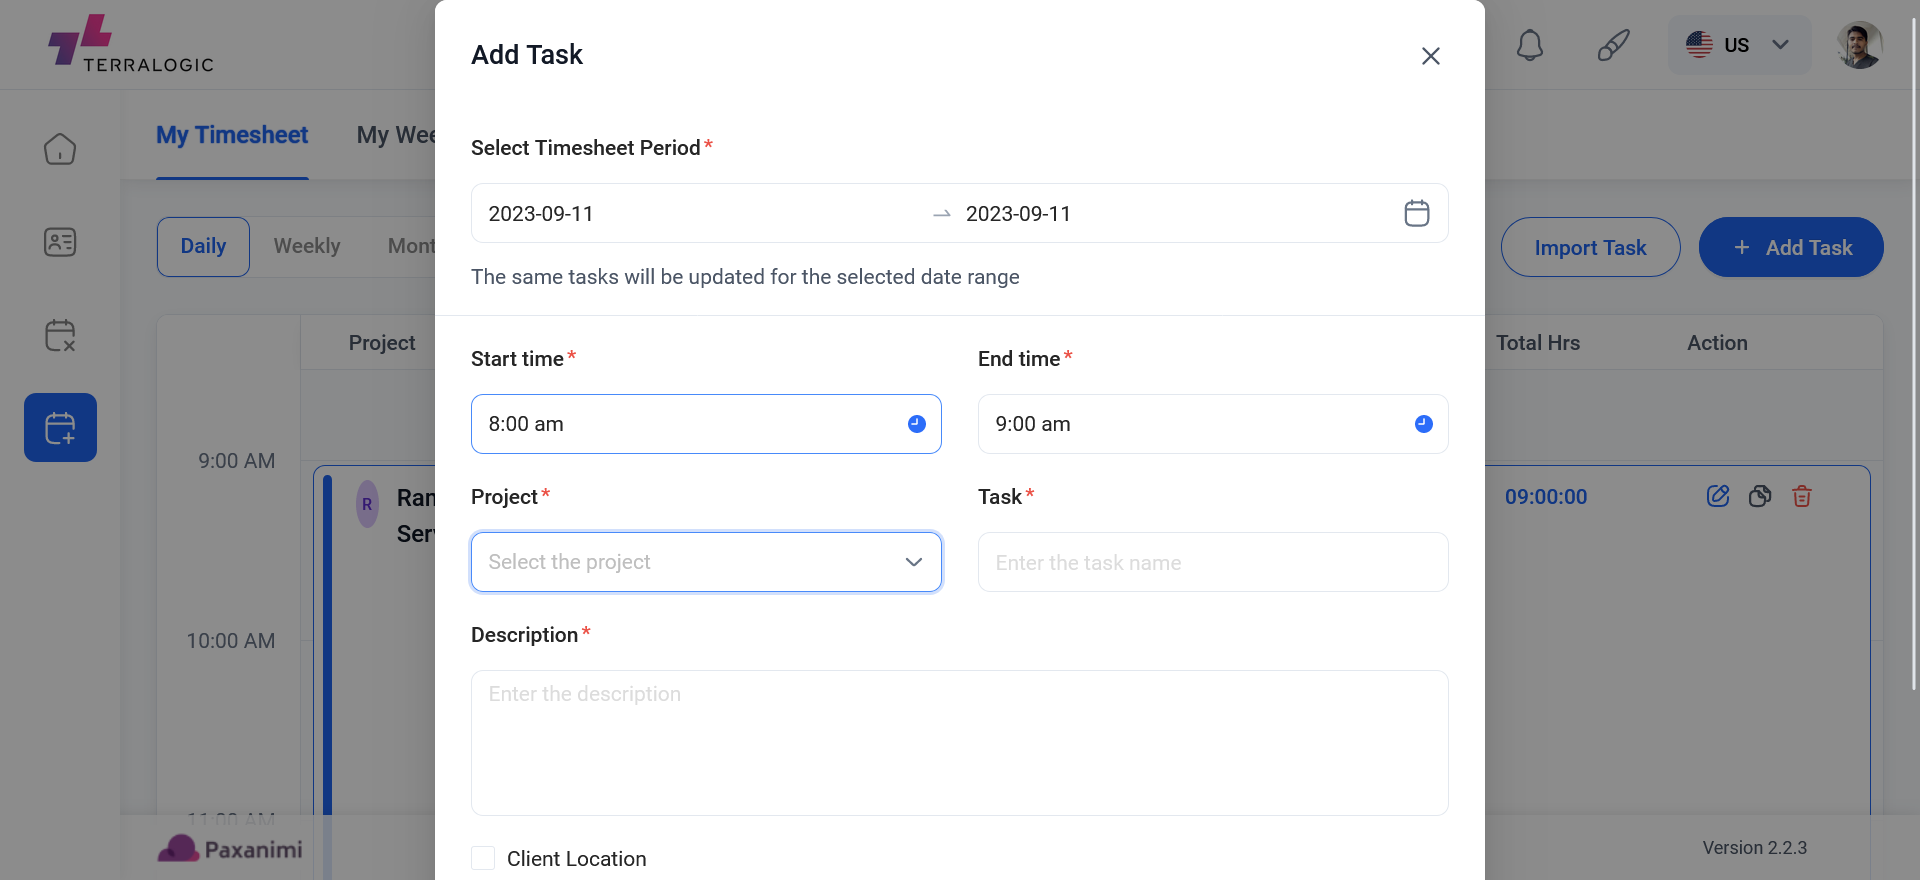 TERRALOGIC
Add Task
US
My Timesheet
My Wee
Select Timesheet Period*
2023-09-11 → 2023-09-11
Daily
Weekly
Mont
Import Task
+ Add Task
The same tasks will be updated for the selected date range
Project
Total Hrs
Action
Start time*
End time*
8:00 am
9:00 am
9:00 AM
Project*
Task*
R
Ran
Serv
09:00:00
Select the project
Enter the task name
10:00 AM
Description*
Enter the description
11:00 AM
Paxanimi
Version 2.2.3
Client Location